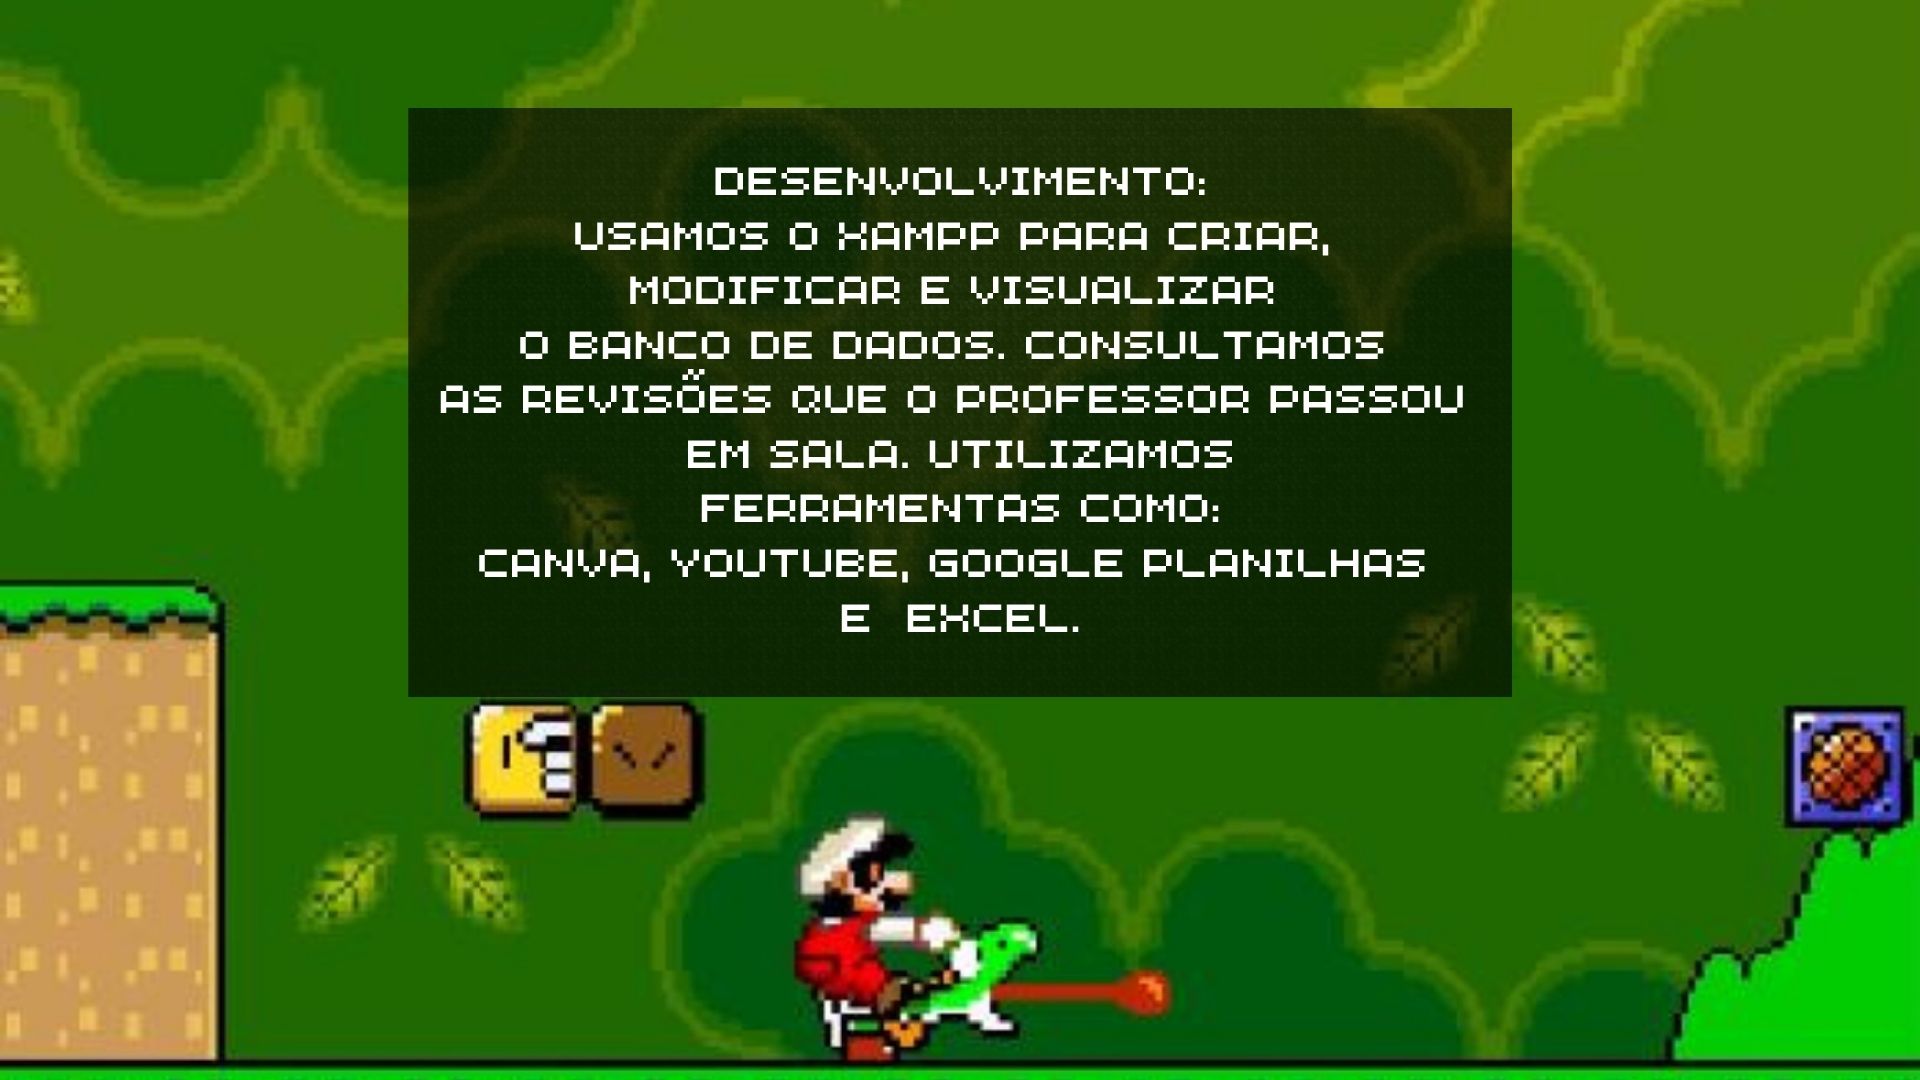 DESENVOLVIMENTO:
USAMOS O XAMPP PARA CRIAR,
MODIFICAR E VISUALIZAR
O BANCO DE DADOS. CONSULTAMOS
AS REVISÕES QUE O PROFESSOR PASSOU
EM SALA. UTILIZAMOS
FERRAMENTAS COMO:
CANVA, YOUTUBE, GOOGLE PLANILHAS
E  EXCEL.